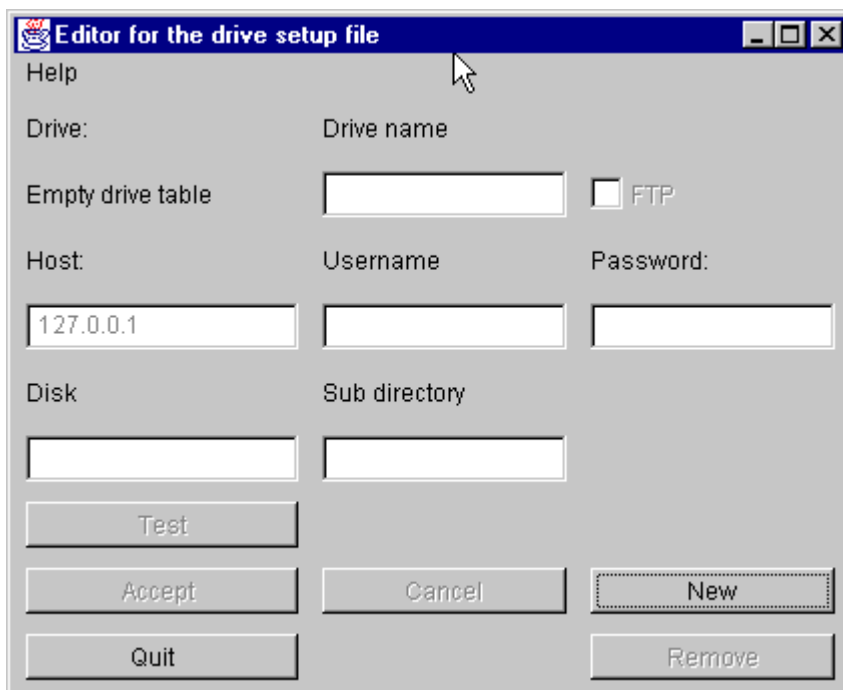 Editor for the drive setup file
Help
Drive: Drive name
Empty drive table FTP
Host: Username Password:
127.0.0.1
Disk Sub directory
Test
Accept Cancel New
Quit Remove